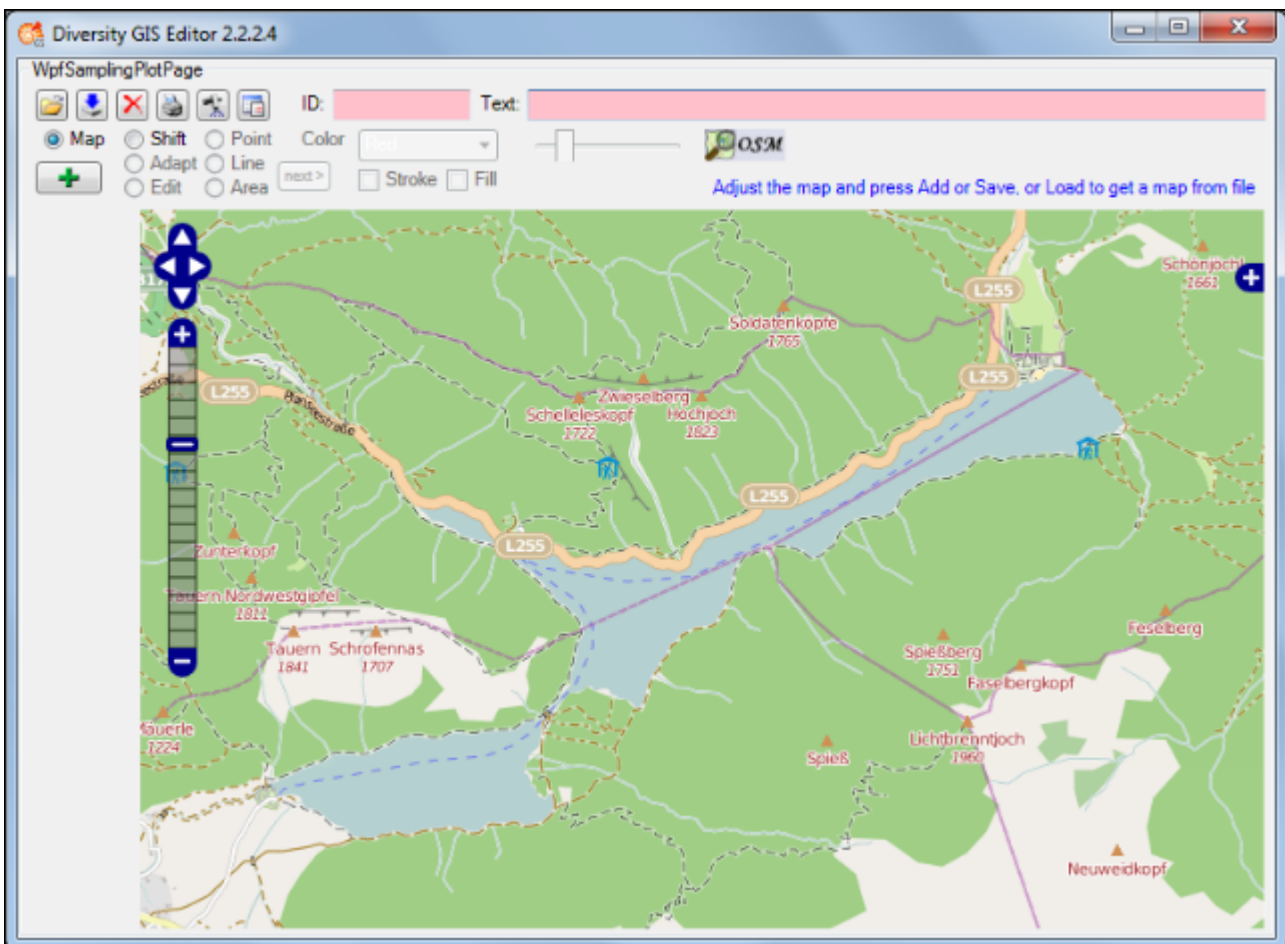 Diversity GIS Editor 2.2.2.4
WpfSamplingPlotPage
ID: Text:
Map Shift Point Color Red
Adapt Line
next >
Edit Area Stroke Fill
OSM
Adjust the map and press Add or Save, or Load to get a map from file
Schönjöchl
1661
L255
Soldatenköpfe
1765
L255
L255
Planseestraße
Zwieselberg
Schelleleskopf
1722
Hochjoch
1823
L255
L255
Zunterkopf
Tauern Nordwestgipfel
1811
Tauern
1841
Schrofennas
1707
Feselberg
Spießberg
1751
Faselbergkopf
Mäuerle
1224
Lichtbrenntjoch
1960
Spieß
Neuweidkopf